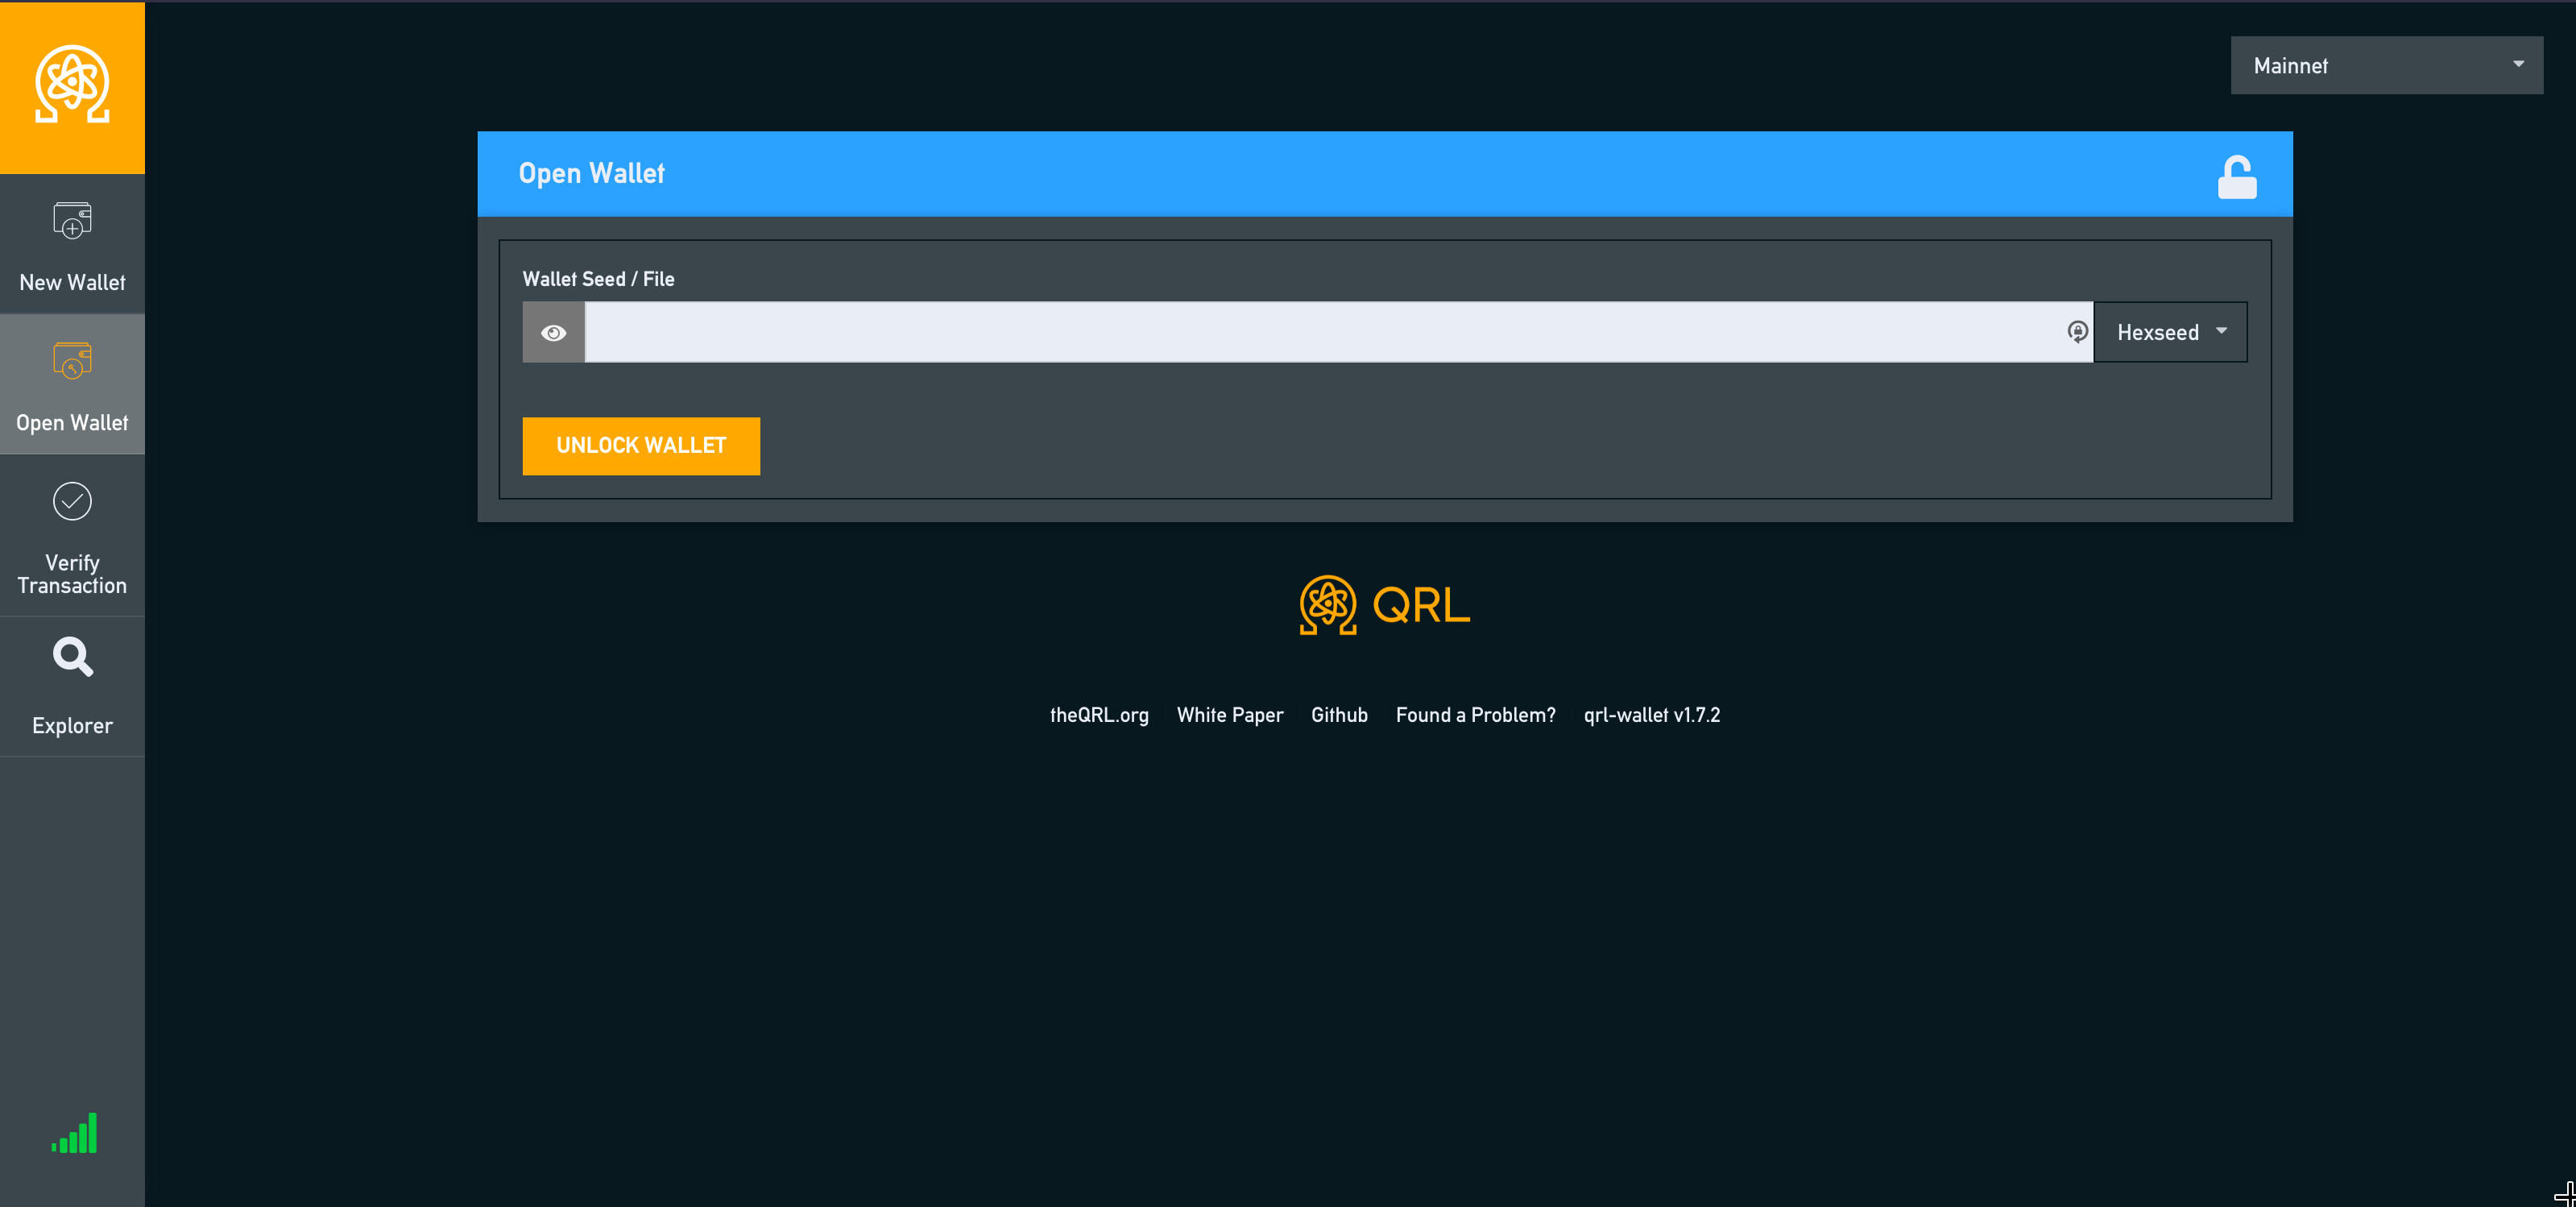 Mainnet
Open Wallet
New Wallet
Wallet Seed / File
Hexseed
Open Wallet
UNLOCK WALLET
Verify
Transaction
QRL
Explorer
theQRL.org White Paper Github Found a Problem? qrl-wallet v1.7.2